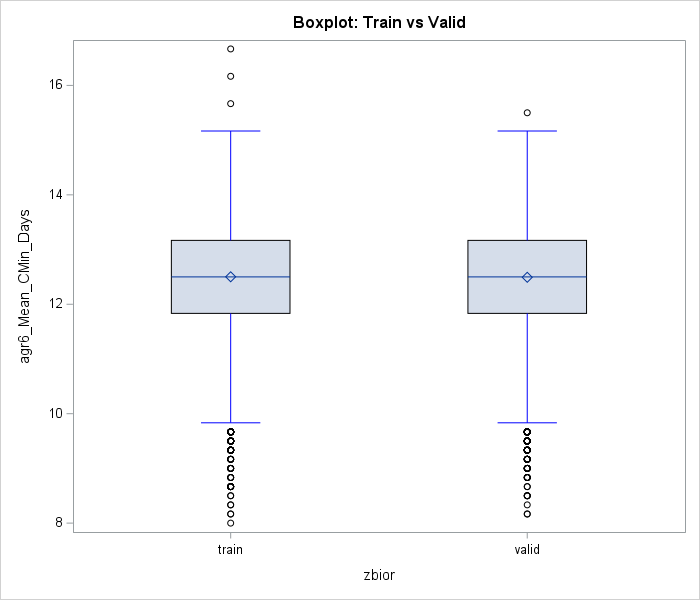 Boxplot: Train vs Valid
16
14
12
10
8
agr6_Mean_CMin_Days
train
valid
zbior